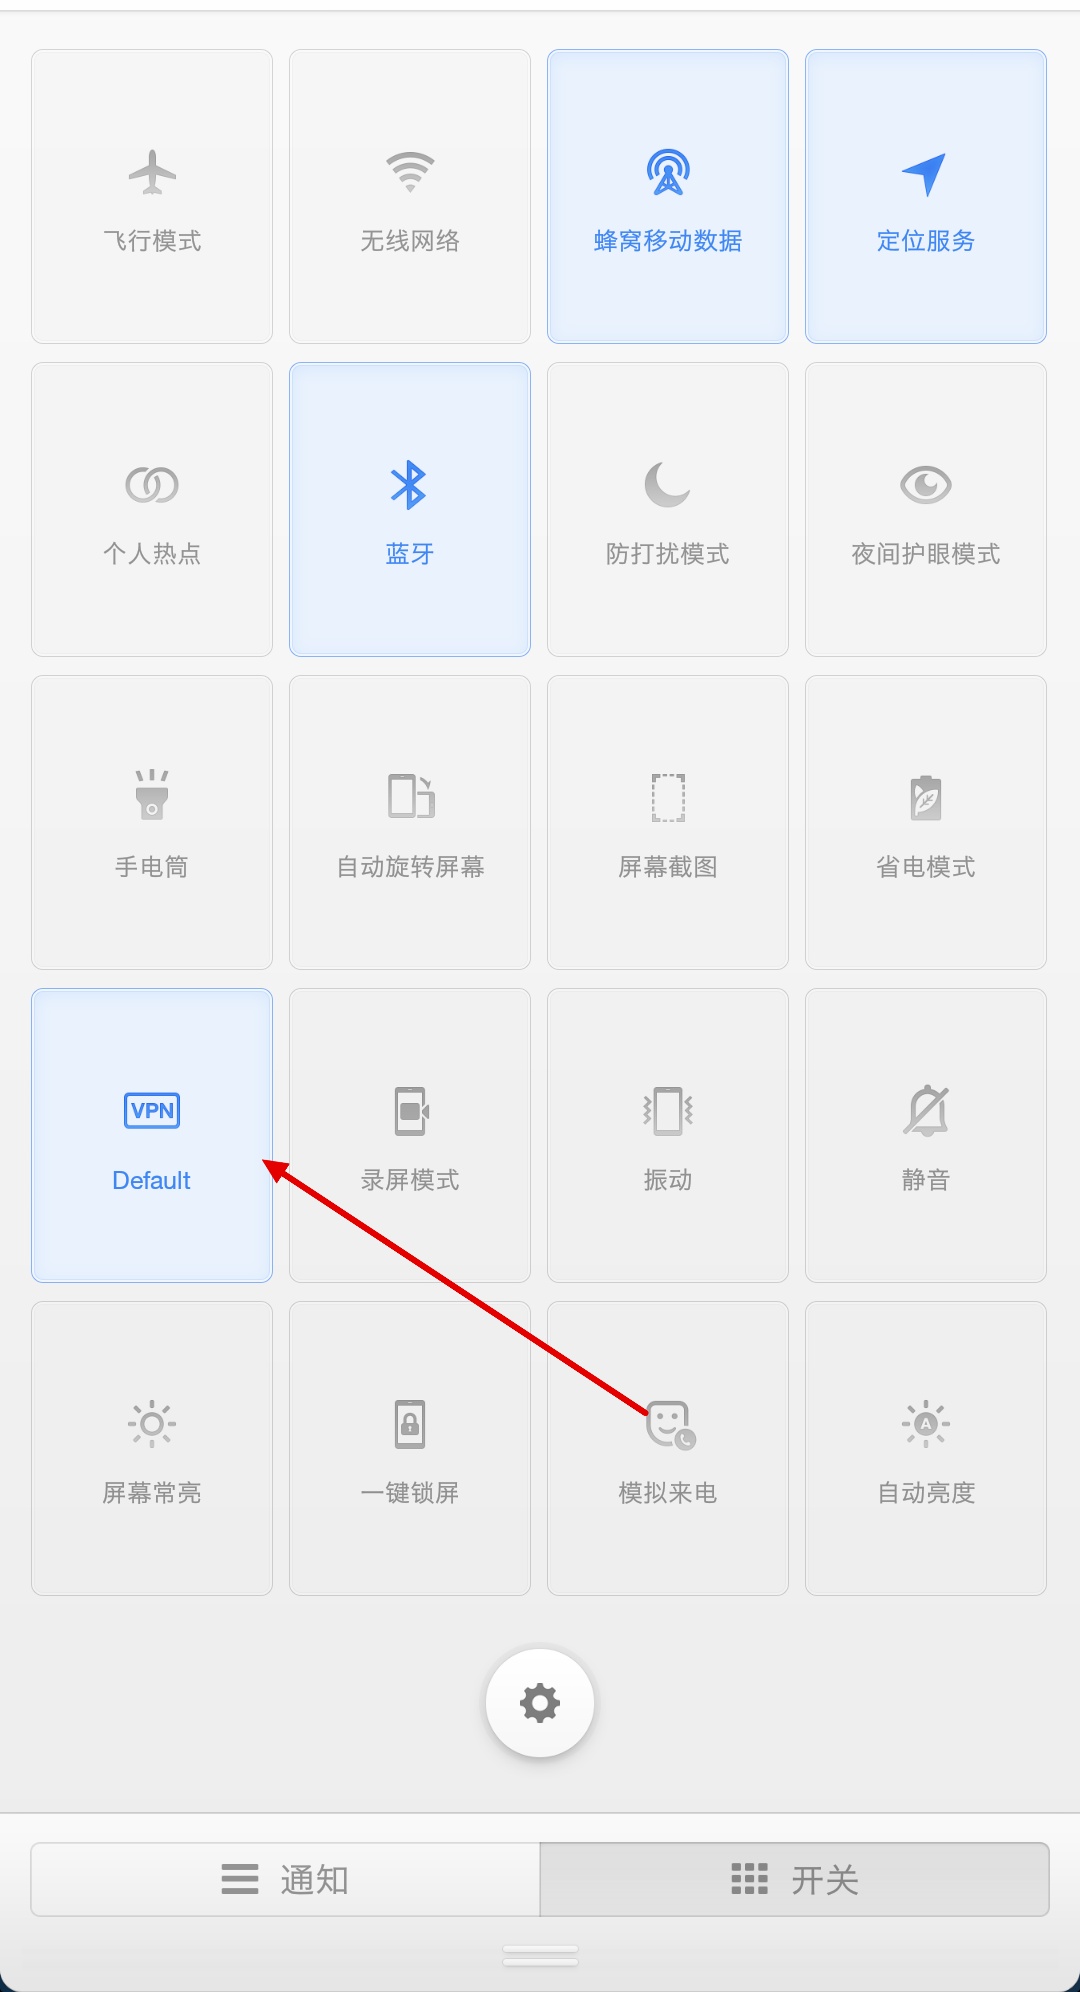 飞行模式
无线网络
蜂窝移动数据
定位服务
个人热点
蓝牙
防打扰模式
夜间护眼模式
手电筒
自动旋转屏幕
屏幕截图
省电模式
VPN
Default
录屏模式
振动
静音
屏幕常亮
一键锁屏
模拟来电
A
自动亮度
通知
开关